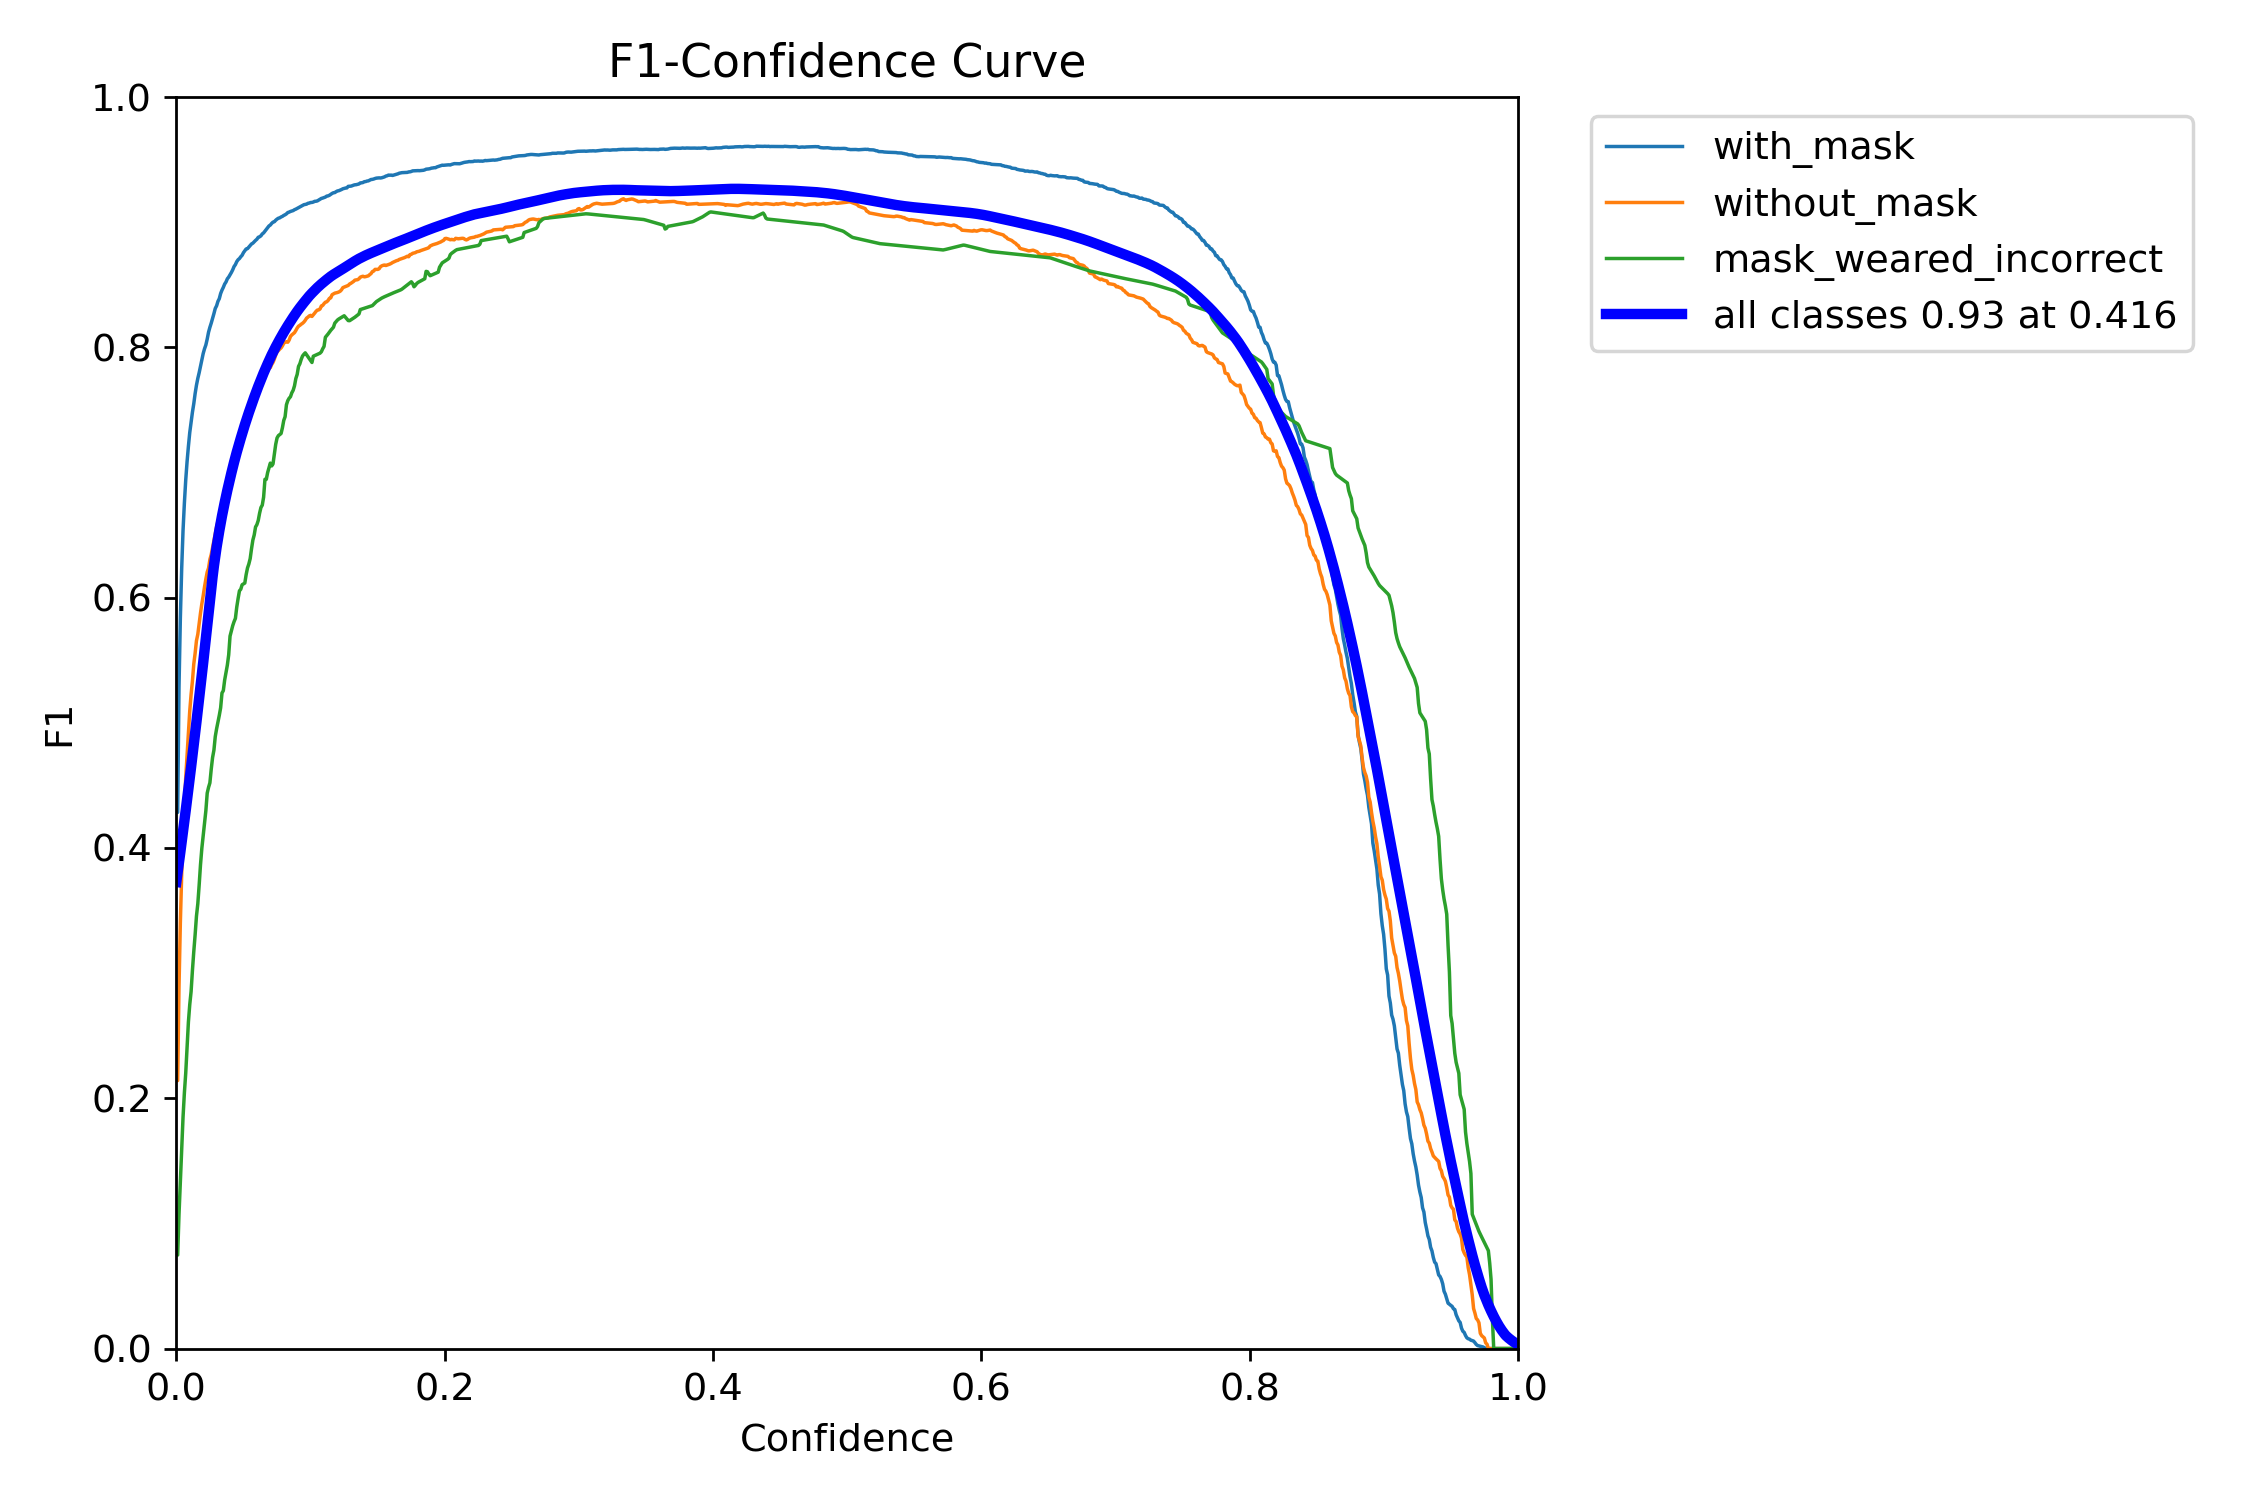 F1-Confidence Curve
1.0
0.8
0.6
0.4
0.2
0.0
F1
0.0 0.2 0.4 0.6 0.8 1.0
Confidence
with_mask
without_mask
mask_weared_incorrect
all classes 0.93 at 0.416